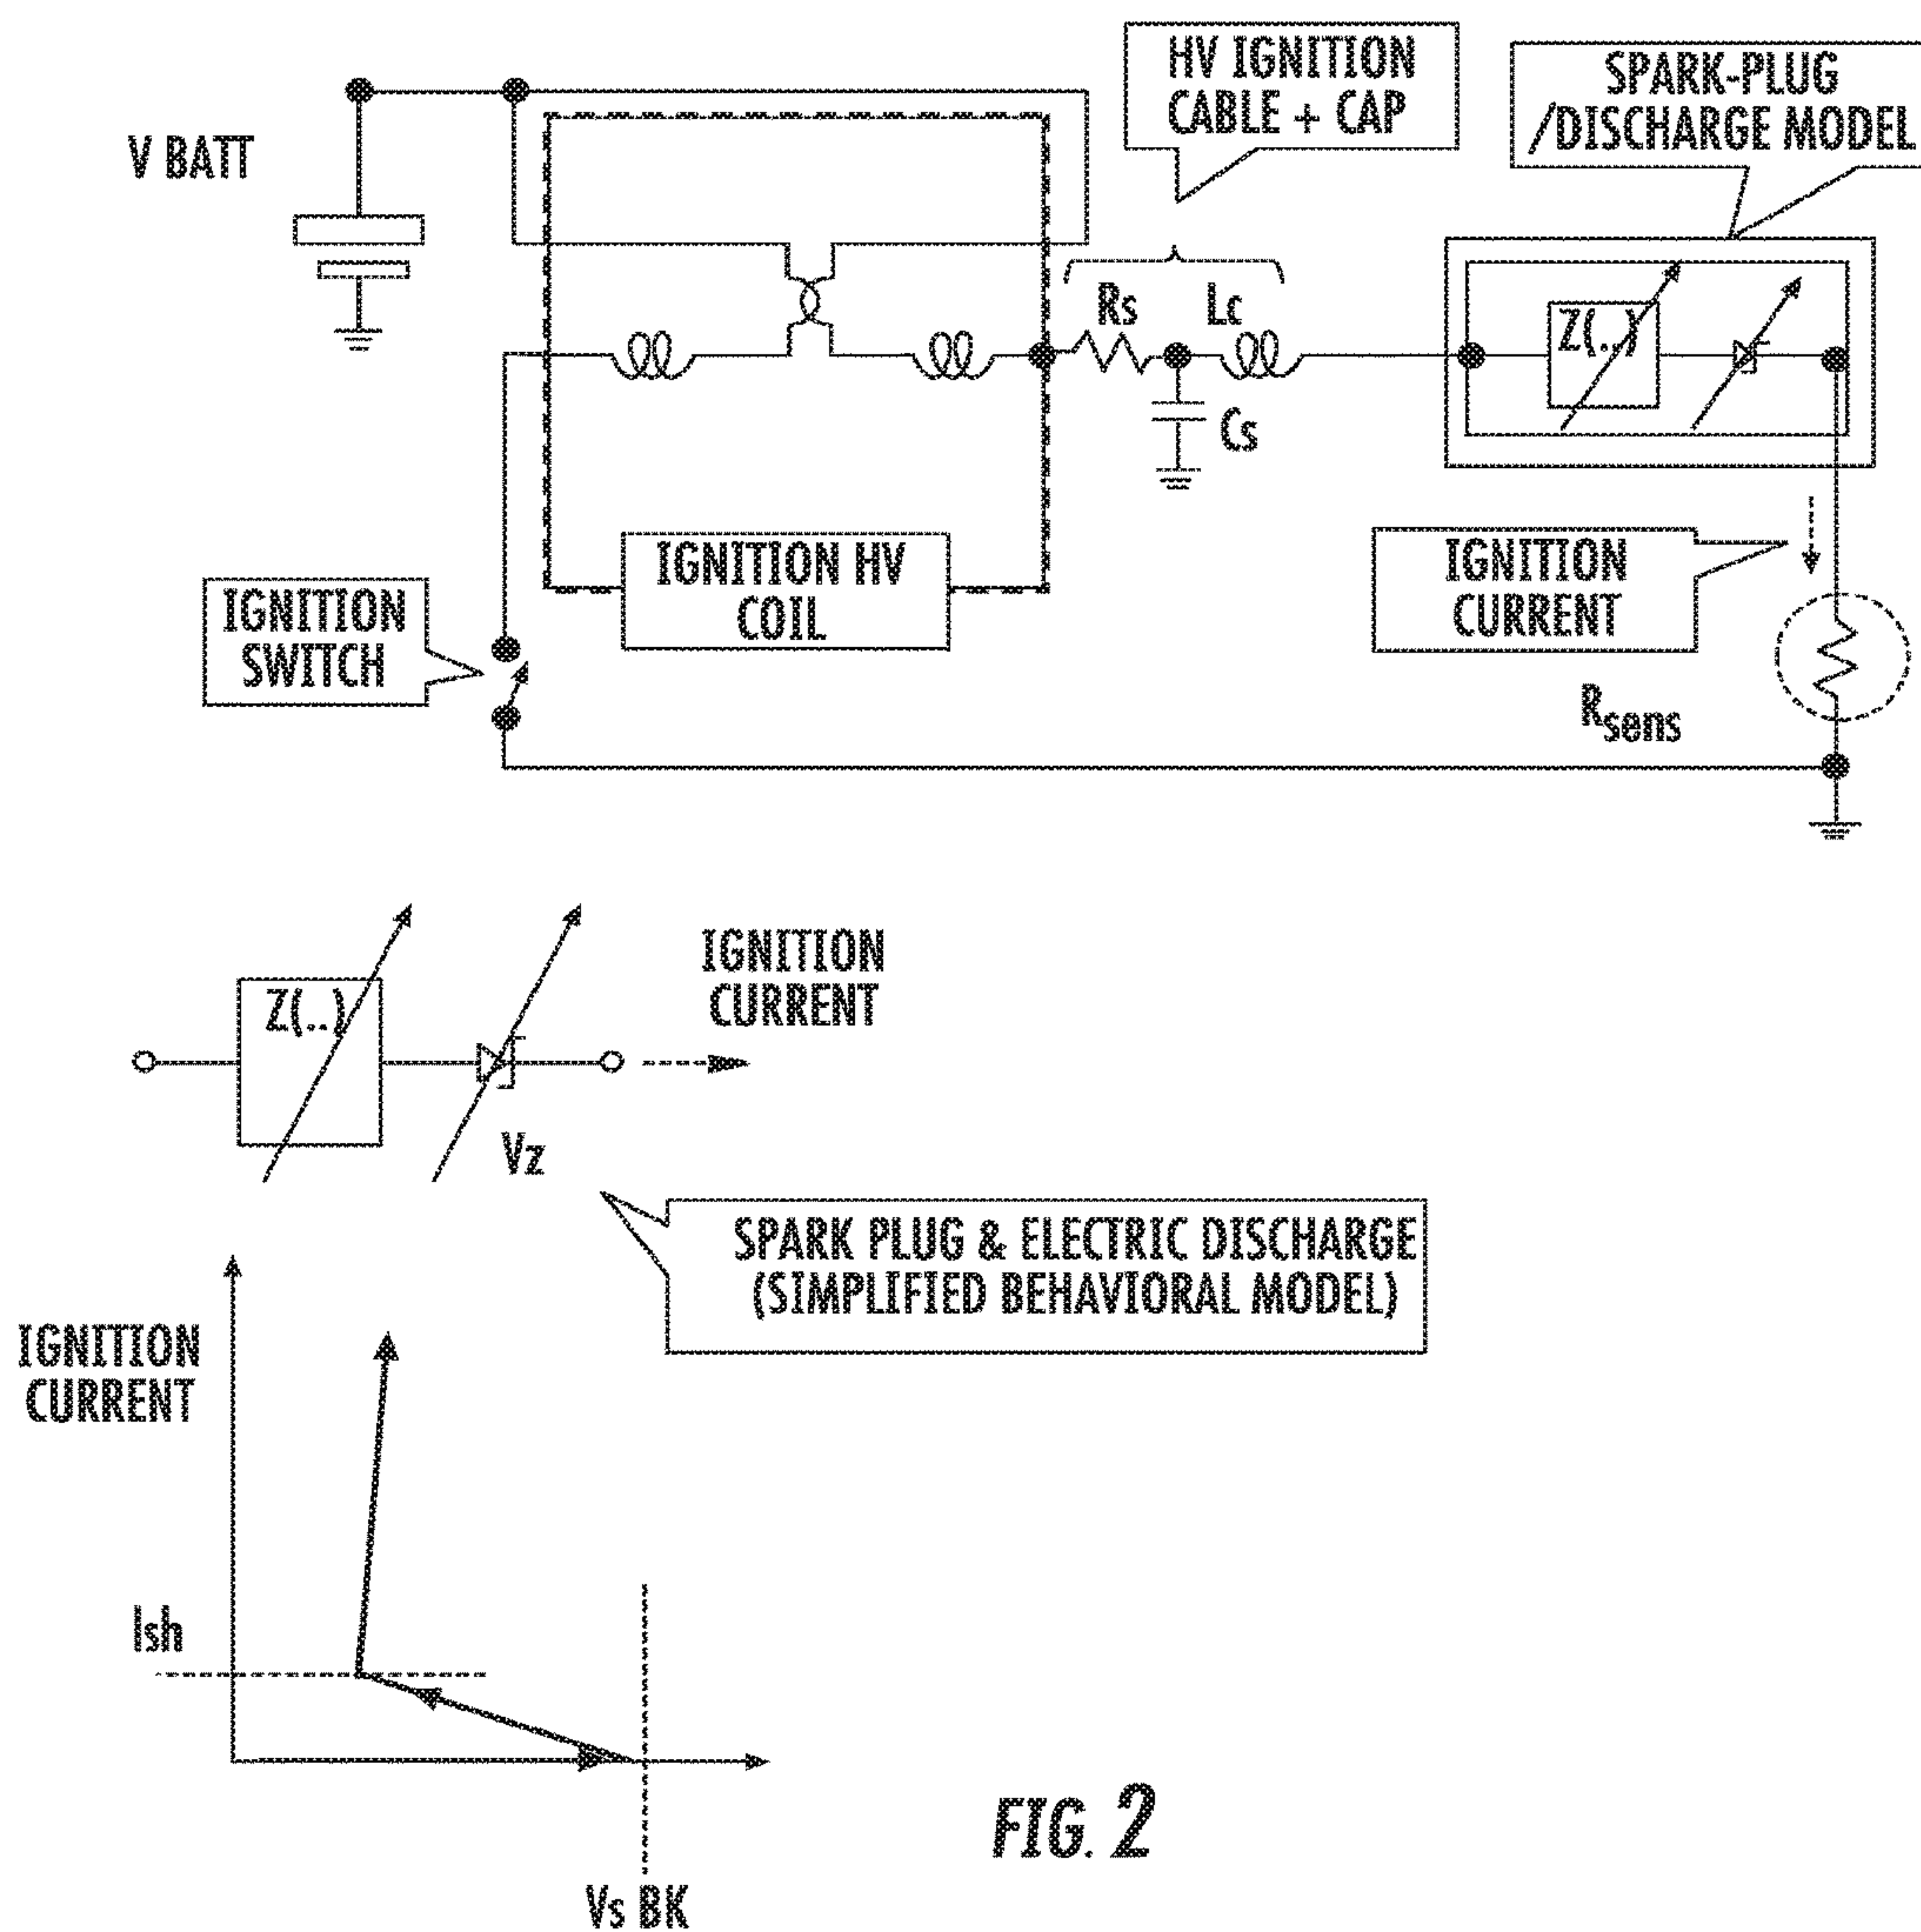 HV IGNITION
CABLE + CAP
SPARK-PLUG
/DISCHARGE MODEL
V BATT
Rs
Lc
Z(..)
Cs
IGNITION HV
COIL
IGNITION
CURRENT
IGNITION
SWITCH
Rsens
Z(..)
IGNITION
CURRENT
Vz
SPARK PLUG & ELECTRIC DISCHARGE
(SIMPLIFIED BEHAVIORAL MODEL)
IGNITION
CURRENT
Ish
FIG. 2
Vs BK